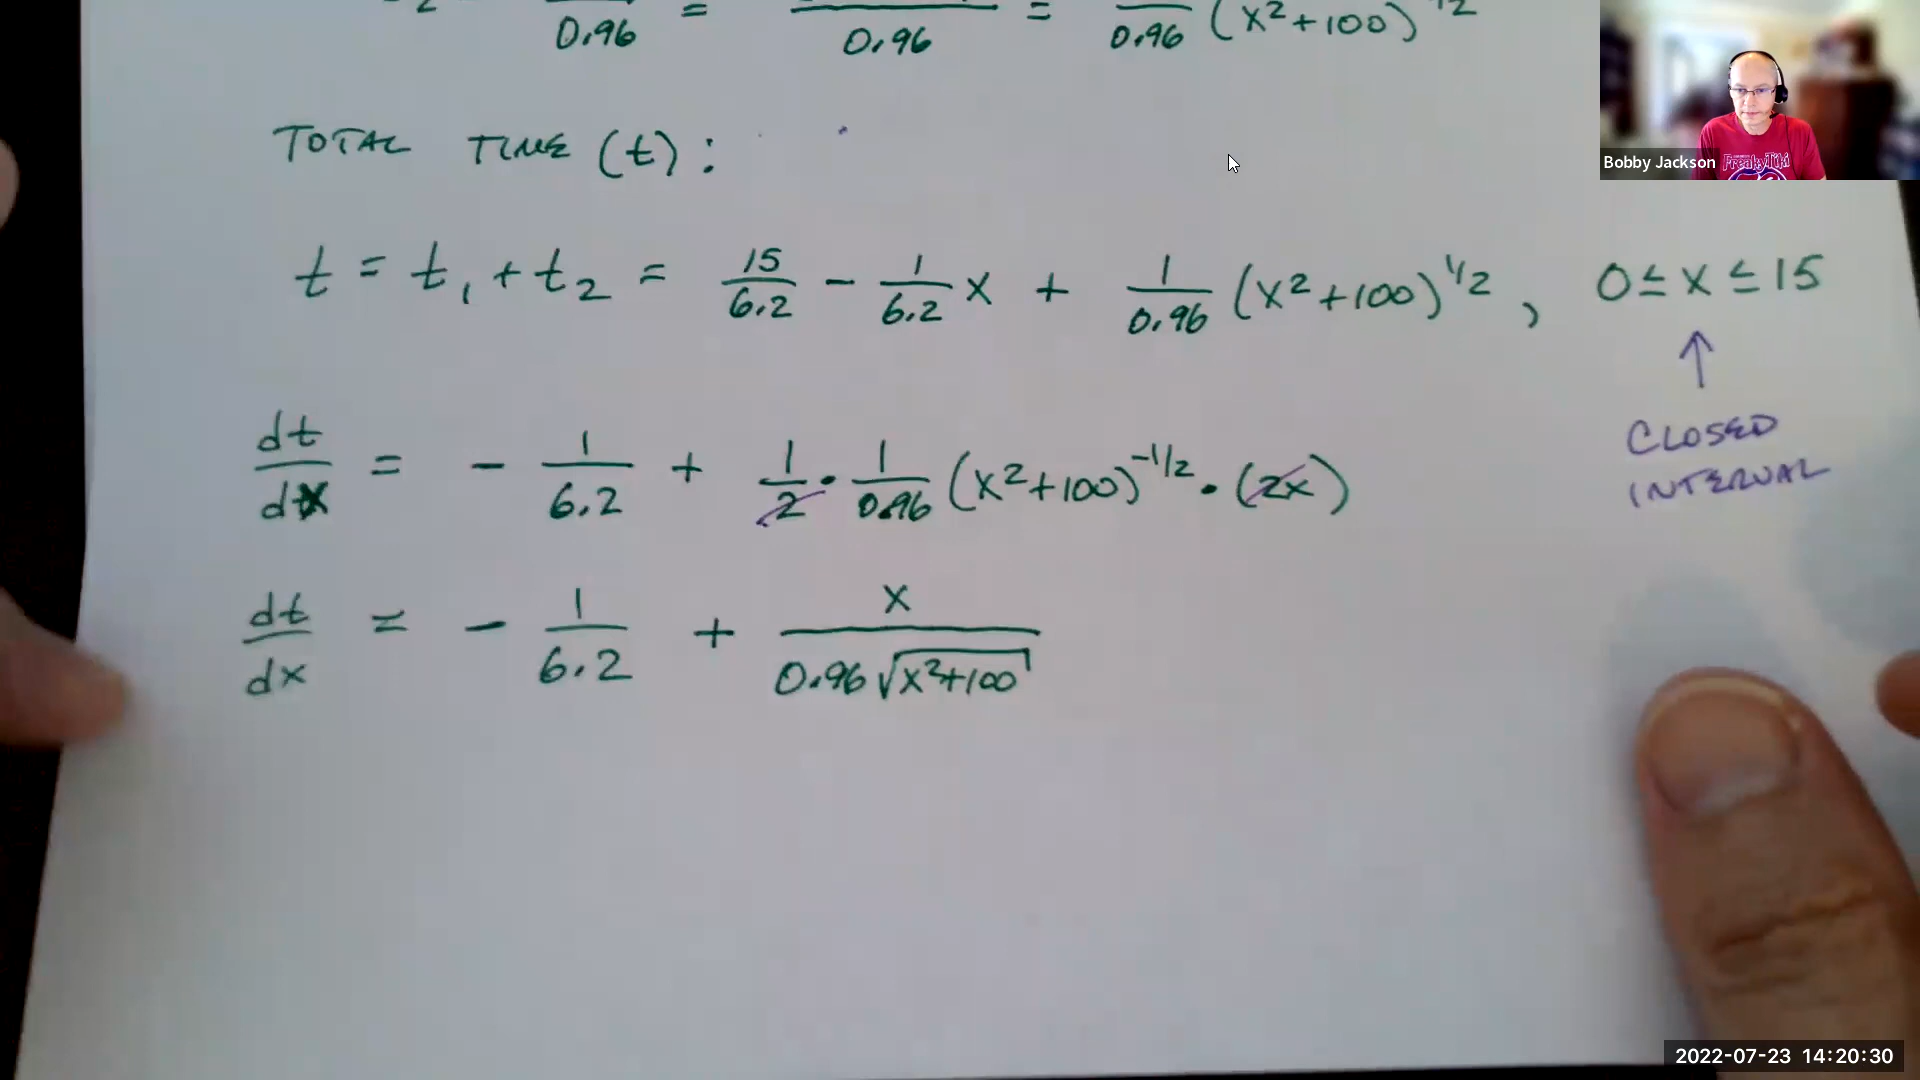 0.96 = 0.96 = 0.96 (x²+100)^1/2
TOTAL TIME (t):
t = t₁ + t₂ = 15/6.2 - 1/6.2 x + 1/0.96 (x²+100)^1/2, 0 ≤ x ≤ 15
↑
CLOSED
INTERVAL
dt/dx = - 1/6.2 + 1/2 · 1/0.96 (x²+100)^-1/2 · (2x)
dt/dx = - 1/6.2 + x/(0.96√(x²+100))
Bobby Jackson
FreakyTiki
2022-07-23 14:20:30